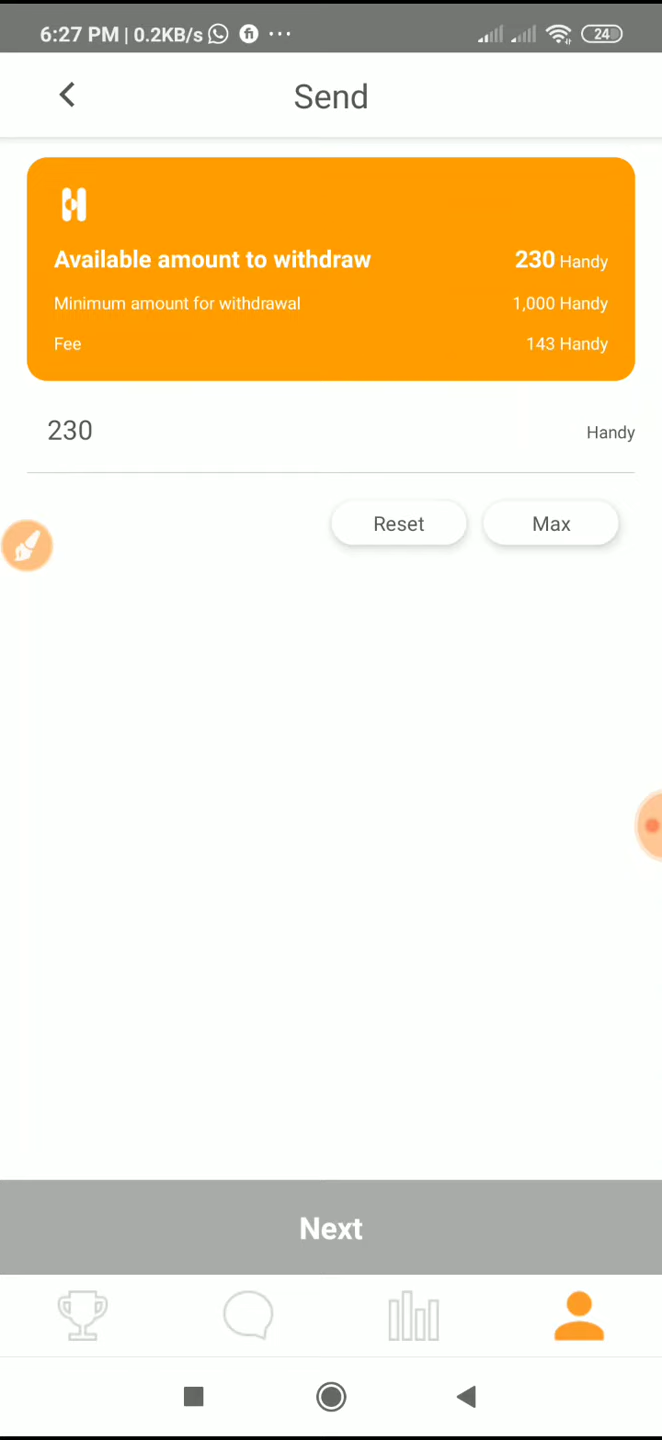 6:27 PM | 0.2KB/s 24
Send
Available amount to withdraw 230 Handy
Minimum amount for withdrawal 1,000 Handy
Fee 143 Handy
230 Handy
Reset Max
Next